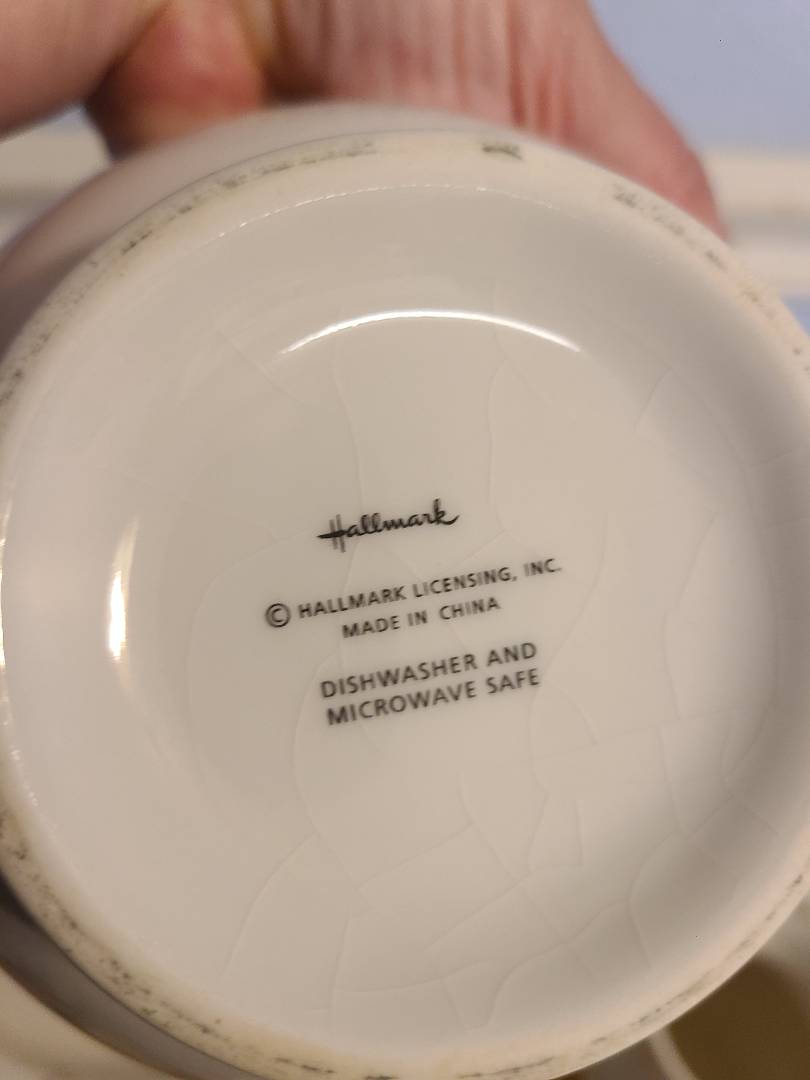 Hallmark
© HALLMARK LICENSING, INC.
MADE IN CHINA
DISHWASHER AND
MICROWAVE SAFE